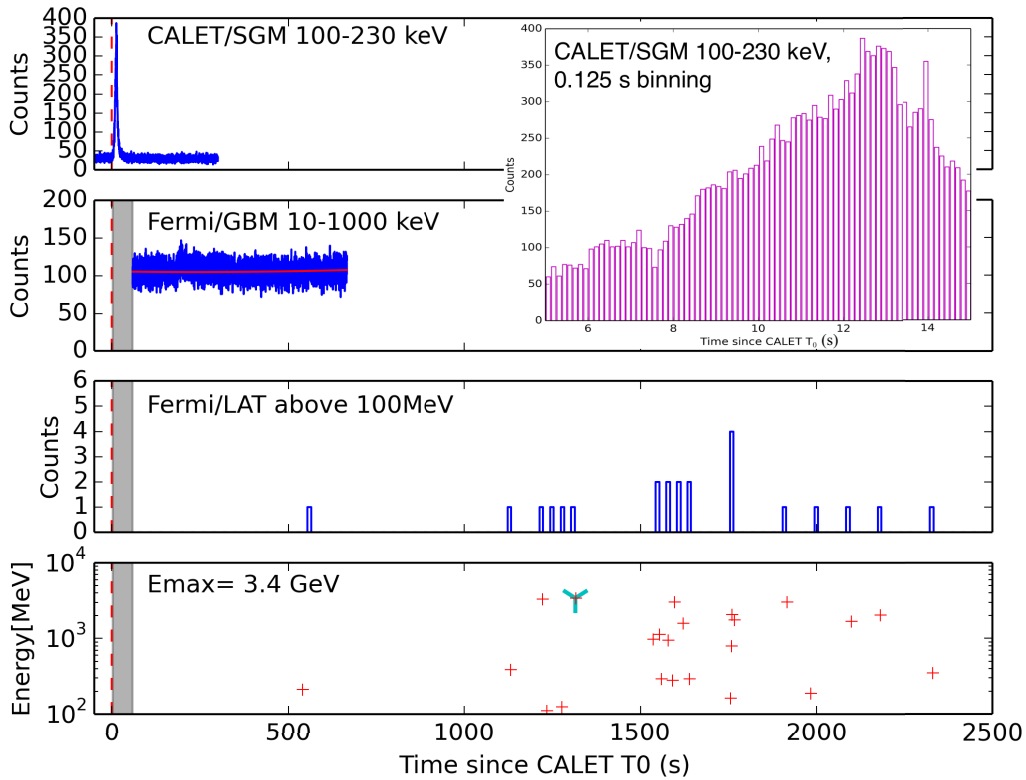 400
350
300
250
200
150
100
50
0
Counts
CALET/SGM 100-230 keV
400
350
300
250
200
150
100
50
0
Counts
CALET/SGM 100-230 keV,
0.125 s binning
6 8 10 12 14
Time since CALET T0 (s)
200
150
100
50
0
Counts
Fermi/GBM 10-1000 keV
6
5
4
3
2
1
0
Counts
Fermi/LAT above 100MeV
10^4
10^3
10^2
Energy[MeV]
Emax= 3.4 GeV
0 500 1000 1500 2000 2500
Time since CALET T0 (s)